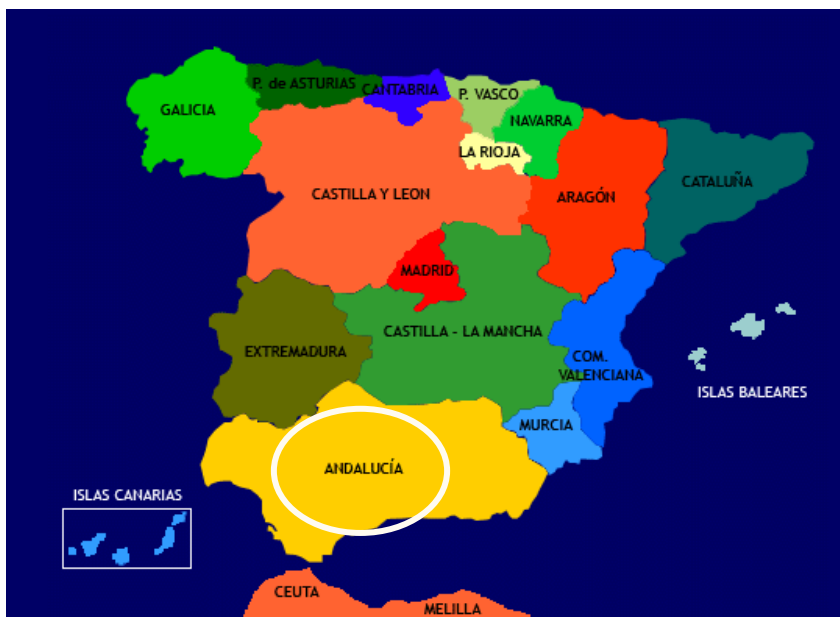 P. de ASTURIAS
CANTABRIA
P. VASCO
GALICIA
NAVARRA
LA RIOJA
CASTILLA Y LEON
ARAGÓN
CATALUÑA
MADRID
CASTILLA - LA MANCHA
EXTREMADURA
COM.
VALENCIANA
ISLAS BALEARES
MURCIA
ANDALUCÍA
ISLAS CANARIAS
CEUTA
MELILLA